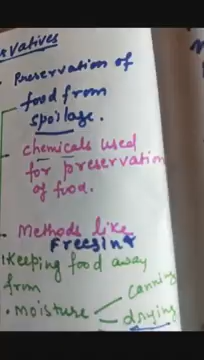 Preservation of
food from
spoilage.
chemicals used
for preservation
of food.
Methods like
Freezing
1. Keeping food away
from
• moisture canning
drying